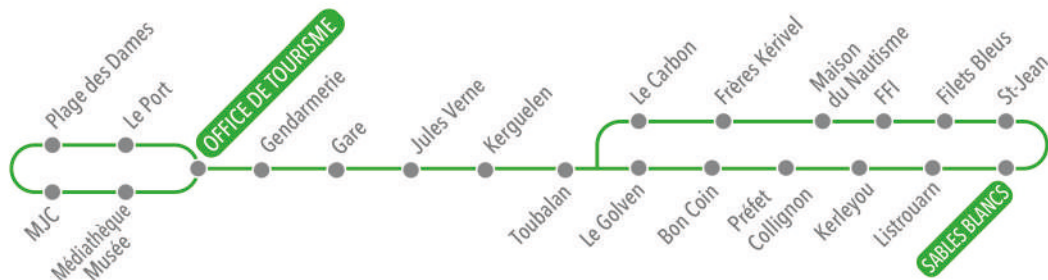 Plage des Dames
Le Port
OFFICE DE TOURISME
Gendarmerie
Gare
Jules Verne
Kerguelen
Le Carbon
Frères Kérivel
Maison
du Nautisme
FFI
Filets Bleus
St-Jean
MJC
Médiathèque
Musée
Toubalan
Le Golven
Bon Coin
Préfet
Collignon
Kerleyou
Listrouarn
SABLES BLANCS